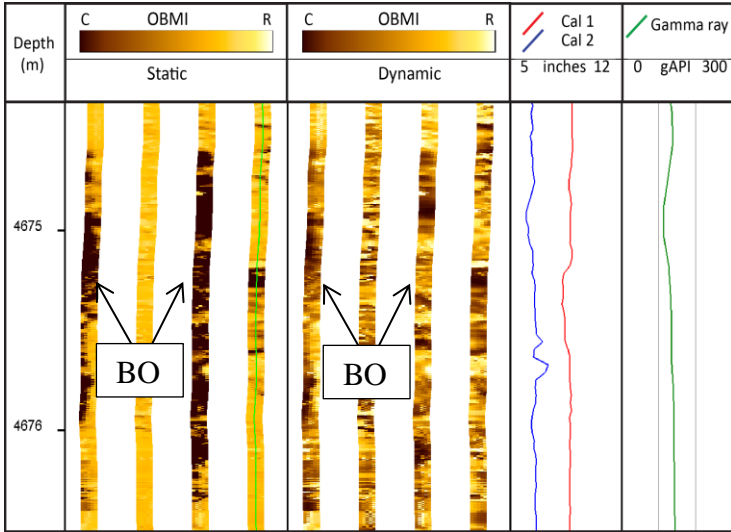 Depth
(m)
C OBMI R
Static
C OBMI R
Dynamic
Cal 1
Cal 2
5 inches 12
Gamma ray
0 gAPI 300
4675
BO
BO
4676